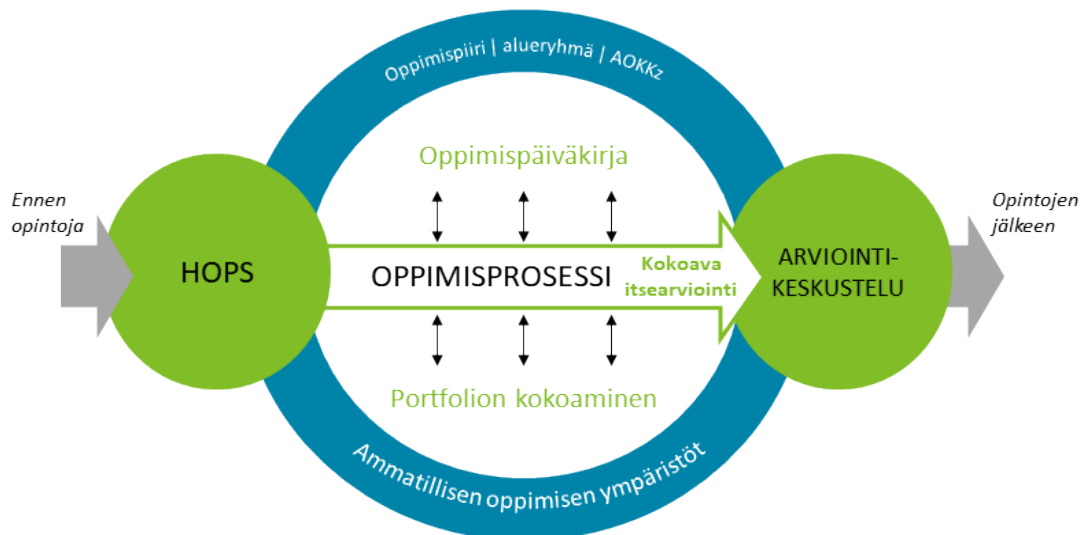 Oppimispiiri | alueryhmä | AOKKz
Oppimispäiväkirja
Ennen
opintoja
HOPS
OPPIMISPROSESSI
Kokoava
itsearviointi
ARVIOINTI-
KESKUSTELU
Opintojen
jälkeen
Portfolion kokoaminen
Ammatillisen oppimisen ympäristöt